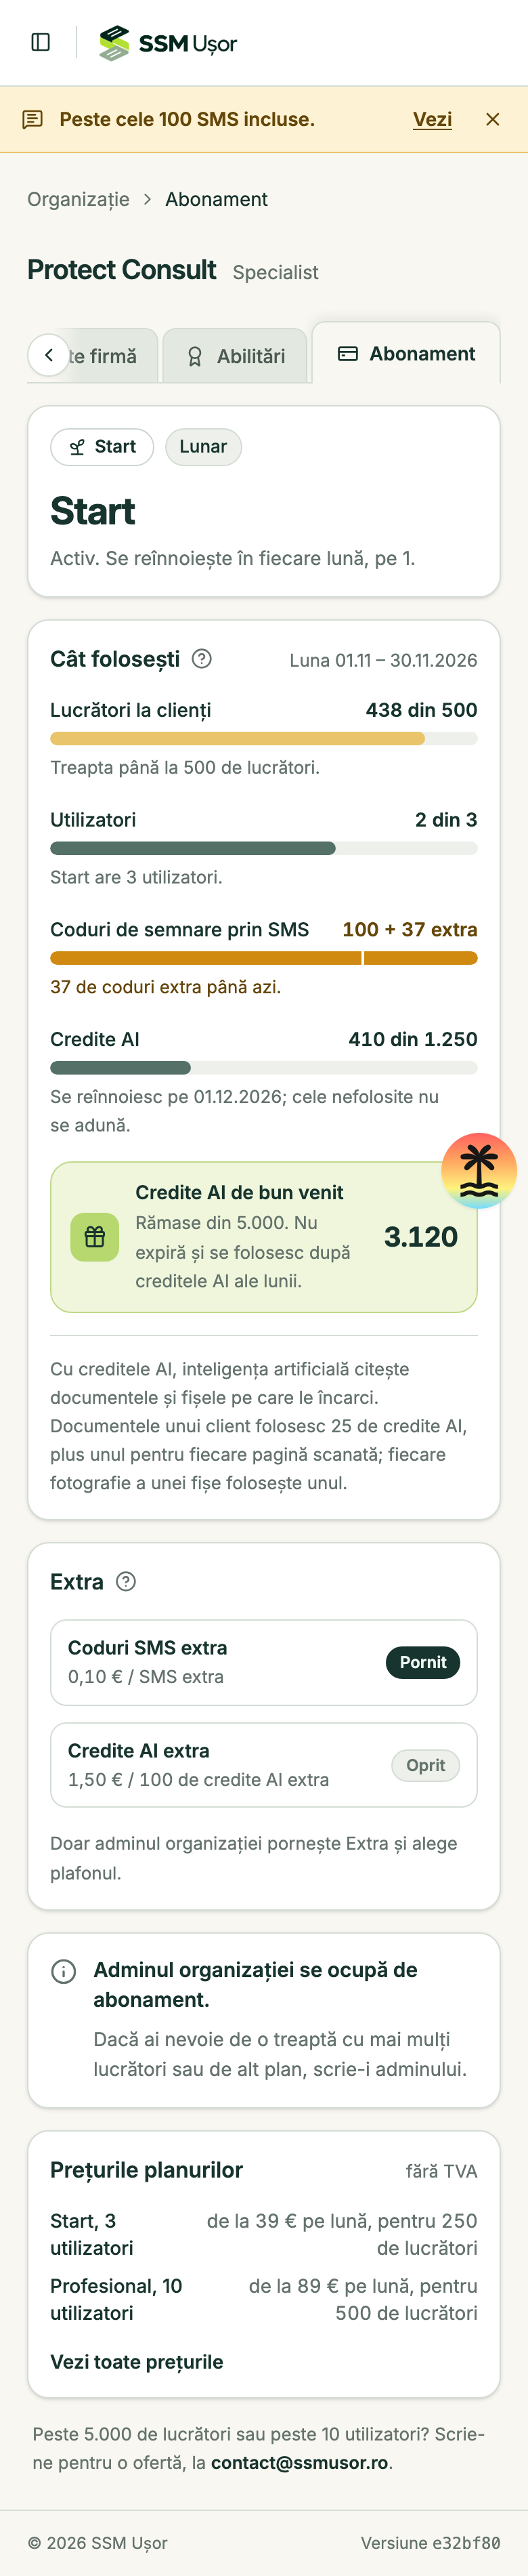 SSM Ușor
Peste cele 100 SMS incluse. Vezi
Organizație > Abonament
Protect Consult Specialist
te firmă Abilitări Abonament
Start Lunar
Start
Activ. Se reînnoiește în fiecare lună, pe 1.
Cât folosești Luna 01.11 – 30.11.2026
Lucrători la clienți 438 din 500
Treapta până la 500 de lucrători.
Utilizatori 2 din 3
Start are 3 utilizatori.
Coduri de semnare prin SMS 100 + 37 extra
37 de coduri extra până azi.
Credite AI 410 din 1.250
Se reînnoiesc pe 01.12.2026; cele nefolosite nu
se adună.
Credite AI de bun venit
Rămase din 5.000. Nu
expiră și se folosesc după
creditele AI ale lunii.
3.120
Cu creditele AI, inteligența artificială citește
documentele și fișele pe care le încarci.
Documentele unui client folosesc 25 de credite AI,
plus unul pentru fiecare pagină scanată; fiecare
fotografie a unei fișe folosește unul.
Extra
Coduri SMS extra
0,10 € / SMS extra
Pornit
Credite AI extra
1,50 € / 100 de credite AI extra
Oprit
Doar adminul organizației pornește Extra și alege
plafonul.
Adminul organizației se ocupă de
abonament.
Dacă ai nevoie de o treaptă cu mai mulți
lucrători sau de alt plan, scrie-i adminului.
Prețurile planurilor fără TVA
Start, 3 utilizatori
de la 39 € pe lună, pentru 250
de lucrători
Profesional, 10 utilizatori
de la 89 € pe lună, pentru
500 de lucrători
Vezi toate prețurile
Peste 5.000 de lucrători sau peste 10 utilizatori? Scrie-
ne pentru o ofertă, la contact@ssmusor.ro.
© 2026 SSM Ușor Versiune e32bf80